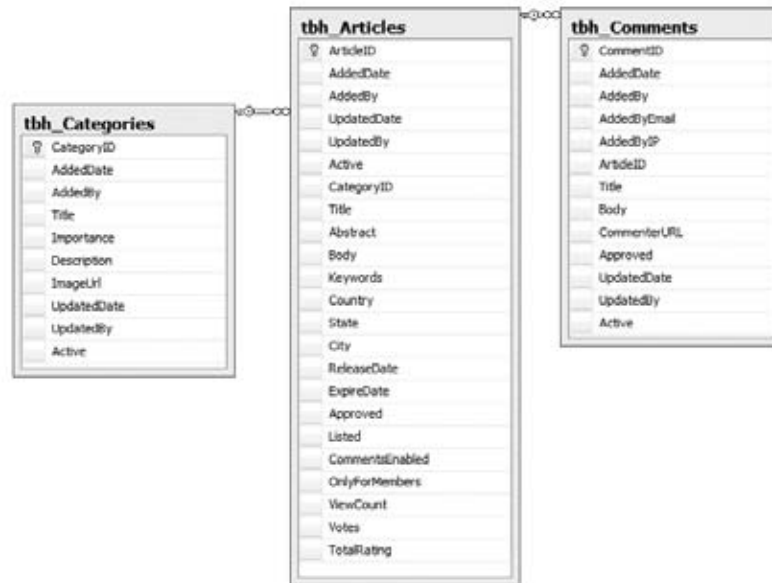 tbh_Categories
CategoryID
AddedDate
AddedBy
Title
Importance
Description
ImageUrl
UpdatedDate
UpdatedBy
Active
tbh_Articles
ArticleID
AddedDate
AddedBy
UpdatedDate
UpdatedBy
Active
CategoryID
Title
Abstract
Body
Keywords
Country
State
City
ReleaseDate
ExpireDate
Approved
Listed
CommentsEnabled
OnlyForMembers
ViewCount
Votes
TotalRating
tbh_Comments
CommentID
AddedDate
AddedBy
AddedByEmail
AddedByIP
ArticleID
Title
Body
CommenterURL
Approved
UpdatedDate
UpdatedBy
Active